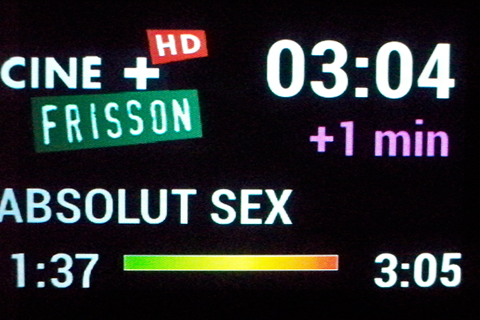 CINE + HD
FRISSON
03:04
+1 min
ABSOLUT SEX
1:37
3:05